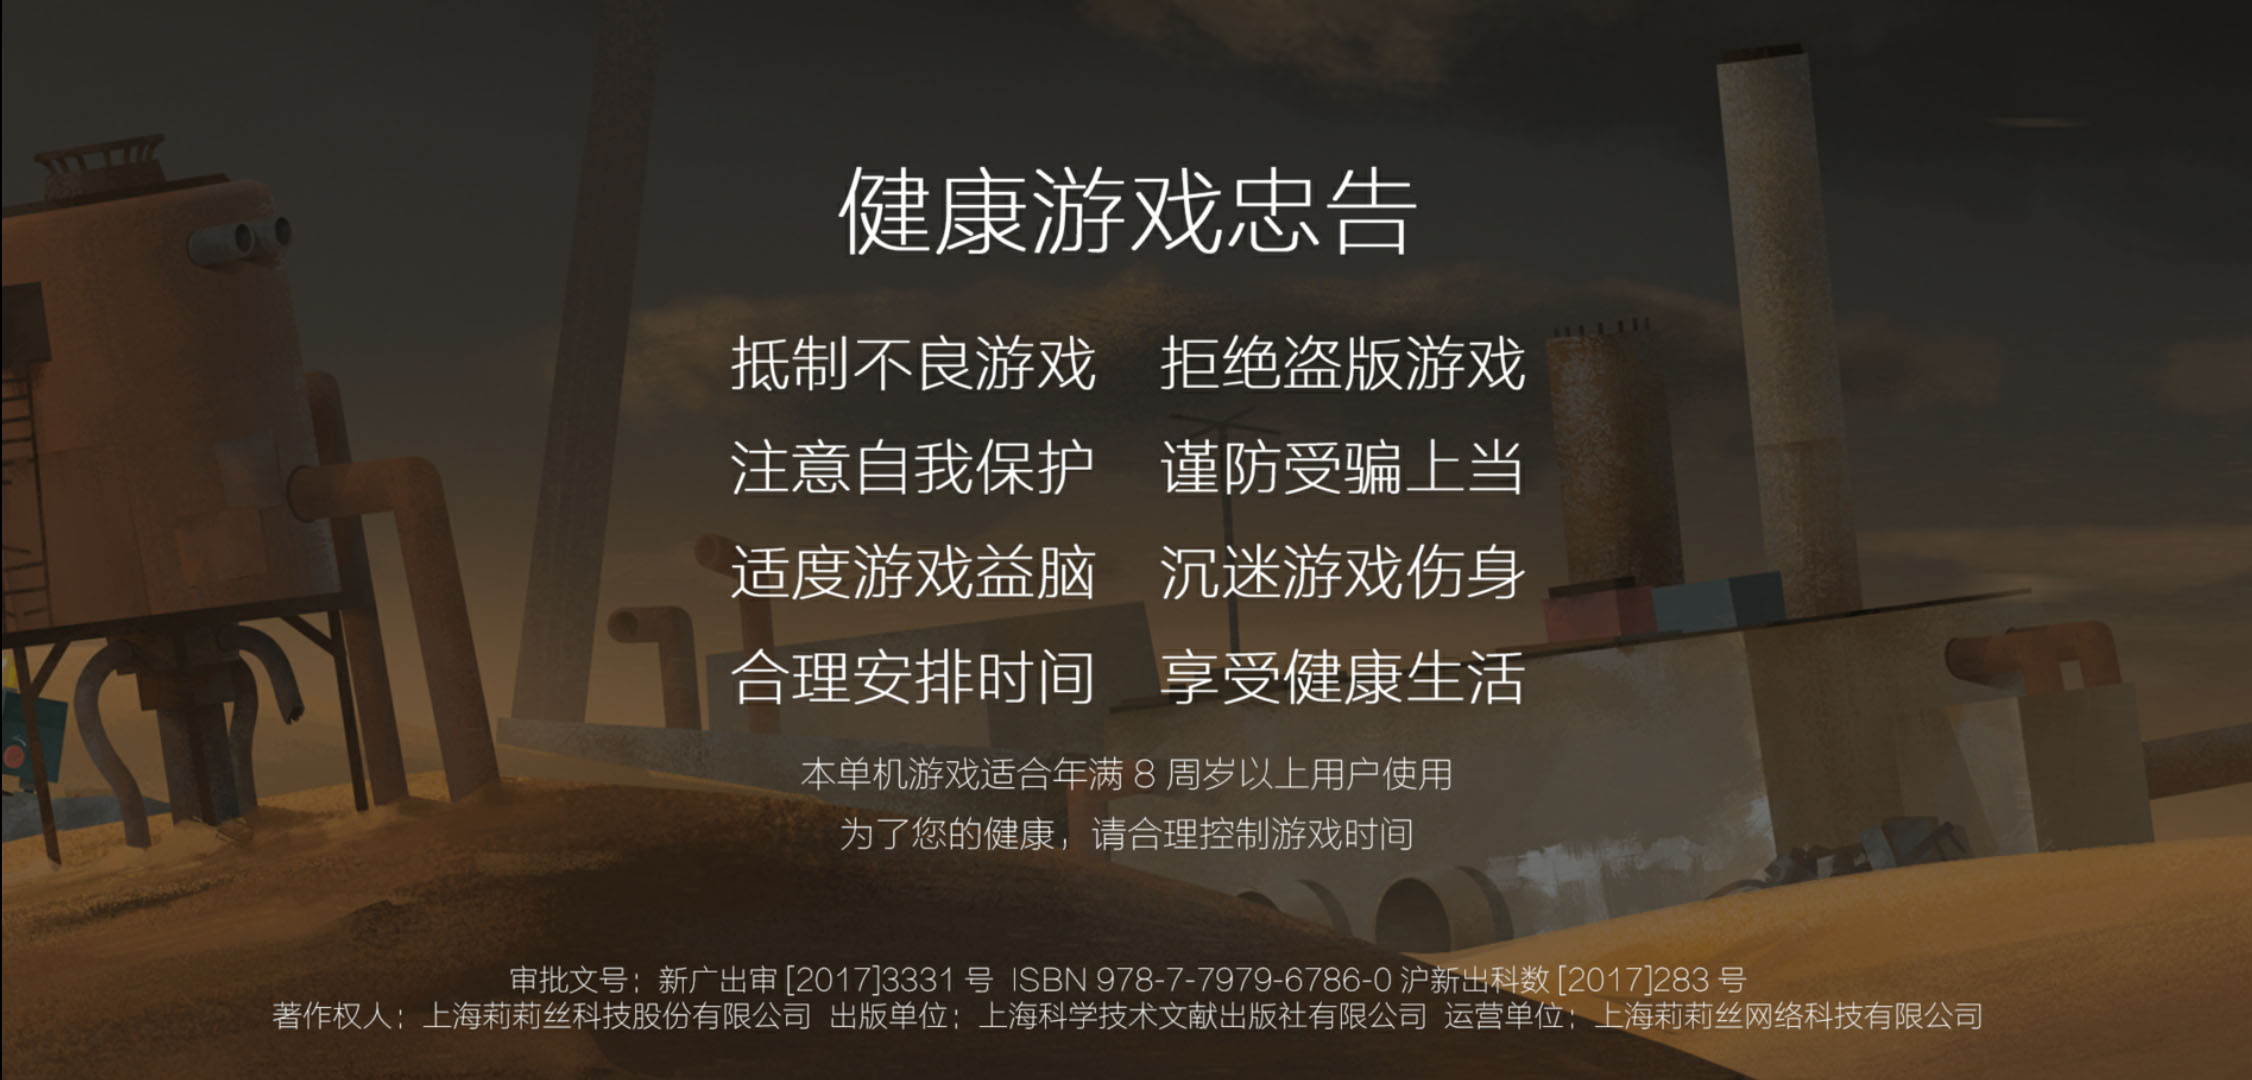 健康游戏忠告
抵制不良游戏 拒绝盗版游戏
注意自我保护 谨防受骗上当
适度游戏益脑 沉迷游戏伤身
合理安排时间 享受健康生活
本单机游戏适合年满 8 周岁以上用户使用
为了您的健康，请合理控制游戏时间
审批文号：新广出审 [2017]3331 号 ISBN 978-7-7979-6786-0 沪新出科数 [2017]283 号
著作权人：上海莉莉丝科技股份有限公司 出版单位：上海科学技术文献出版社有限公司 运营单位：上海莉莉丝网络科技有限公司